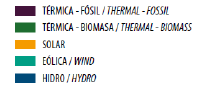 TÉRMICA - FÓSIL / THERMAL - FOSSIL
TÉRMICA - BIOMASA / THERMAL - BIOMASS
SOLAR
EÓLICA / WIND
HIDRO / HYDRO